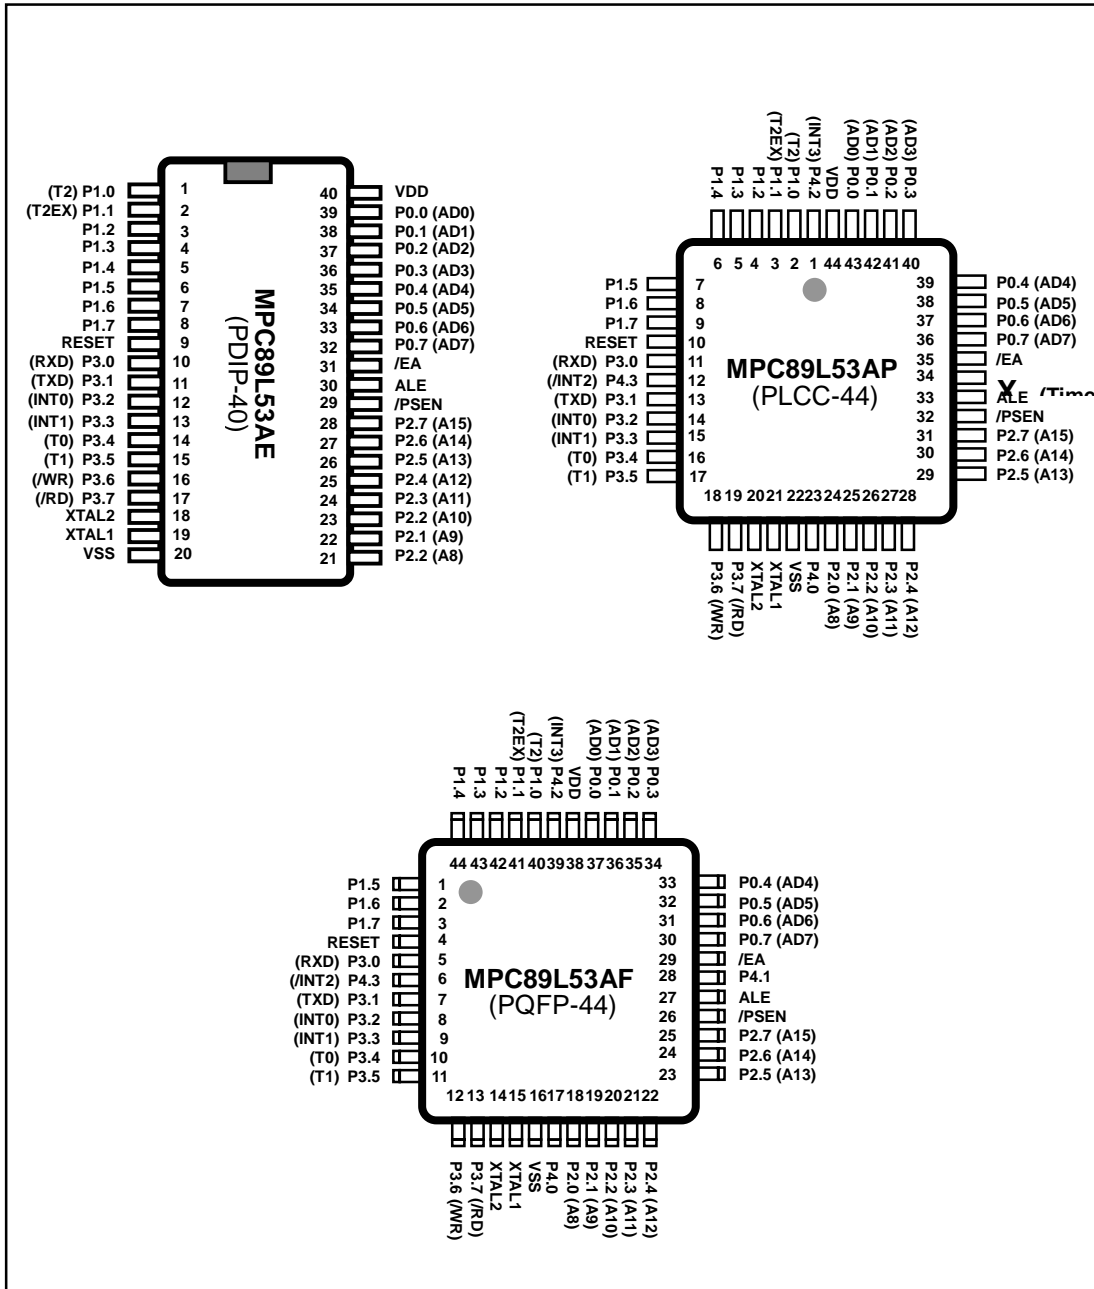 (T2) P1.0 1 40 VDD
(T2EX) P1.1 2 39 P0.0 (AD0)
P1.2 3 38 P0.1 (AD1)
P1.3 4 37 P0.2 (AD2)
P1.4 5 36 P0.3 (AD3)
P1.5 6 35 P0.4 (AD4)
P1.6 7 34 P0.5 (AD5)
P1.7 8 33 P0.6 (AD6)
RESET 9 32 P0.7 (AD7)
(RXD) P3.0 10 31 /EA
(TXD) P3.1 11 30 ALE
(INT0) P3.2 12 29 /PSEN
(INT1) P3.3 13 28 P2.7 (A15)
(T0) P3.4 14 27 P2.6 (A14)
(T1) P3.5 15 26 P2.5 (A13)
(/WR) P3.6 16 25 P2.4 (A12)
(/RD) P3.7 17 24 P2.3 (A11)
XTAL2 18 23 P2.2 (A10)
XTAL1 19 22 P2.1 (A9)
VSS 20 21 P2.2 (A8)
MPC89L53AE
(PDIP-40)
P1.4
P1.3
P1.2
(T2EX) P1.1
(T2) P1.0
(INT3) P4.2
VDD
(AD0) P0.0
(AD1) P0.1
(AD2) P0.2
(AD3) P0.3
6 5 4 3 2 1 44 43 42 41 40
P1.5 7 39 P0.4 (AD4)
P1.6 8 38 P0.5 (AD5)
P1.7 9 37 P0.6 (AD6)
RESET 10 36 P0.7 (AD7)
(RXD) P3.0 11 35 /EA
(/INT2) P4.3 12 34
(TXD) P3.1 13 33 ALE
(INT0) P3.2 14 32 /PSEN
(INT1) P3.3 15 31 P2.7 (A15)
(T0) P3.4 16 30 P2.6 (A14)
(T1) P3.5 17 29 P2.5 (A13)
MPC89L53AP
(PLCC-44)
18 19 20 21 22 23 24 25 26 27 28
P3.6 (/WR)
P3.7 (/RD)
XTAL2
XTAL1
VSS
P4.0
P2.0 (A8)
P2.1 (A9)
P2.2 (A10)
P2.3 (A11)
P2.4 (A12)
P1.4
P1.3
P1.2
(T2EX) P1.1
(T2) P1.0
(INT3) P4.2
VDD
(AD0) P0.0
(AD1) P0.1
(AD2) P0.2
(AD3) P0.3
44 43 42 41 40 39 38 37 36 35 34
P1.5 1 33 P0.4 (AD4)
P1.6 2 32 P0.5 (AD5)
P1.7 3 31 P0.6 (AD6)
RESET 4 30 P0.7 (AD7)
(RXD) P3.0 5 29 /EA
(/INT2) P4.3 6 28 P4.1
(TXD) P3.1 7 27 ALE
(INT0) P3.2 8 26 /PSEN
(INT1) P3.3 9 25 P2.7 (A15)
(T0) P3.4 10 24 P2.6 (A14)
(T1) P3.5 11 23 P2.5 (A13)
MPC89L53AF
(PQFP-44)
12 13 14 15 16 17 18 19 20 21 22
P3.6 (/WR)
P3.7 (/RD)
XTAL2
XTAL1
VSS
P4.0
P2.0 (A8)
P2.1 (A9)
P2.2 (A10)
P2.3 (A11)
P2.4 (A12)